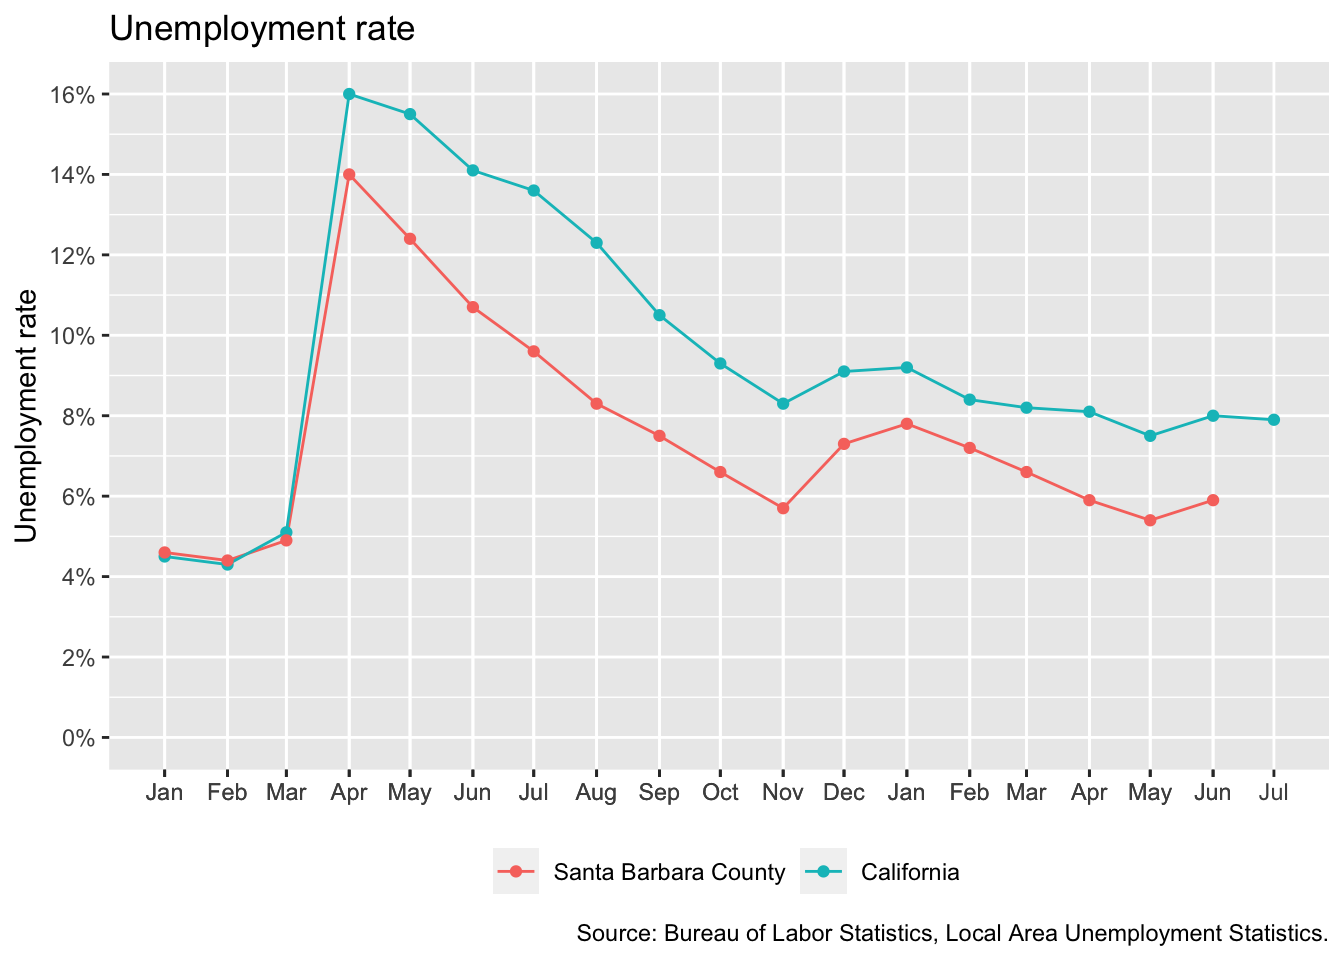 Unemployment rate
Unemployment rate
16%
14%
12%
10%
8%
6%
4%
2%
0%
Jan Feb Mar Apr May Jun Jul Aug Sep Oct Nov Dec Jan Feb Mar Apr May Jun Jul
Santa Barbara County California
Source: Bureau of Labor Statistics, Local Area Unemployment Statistics.